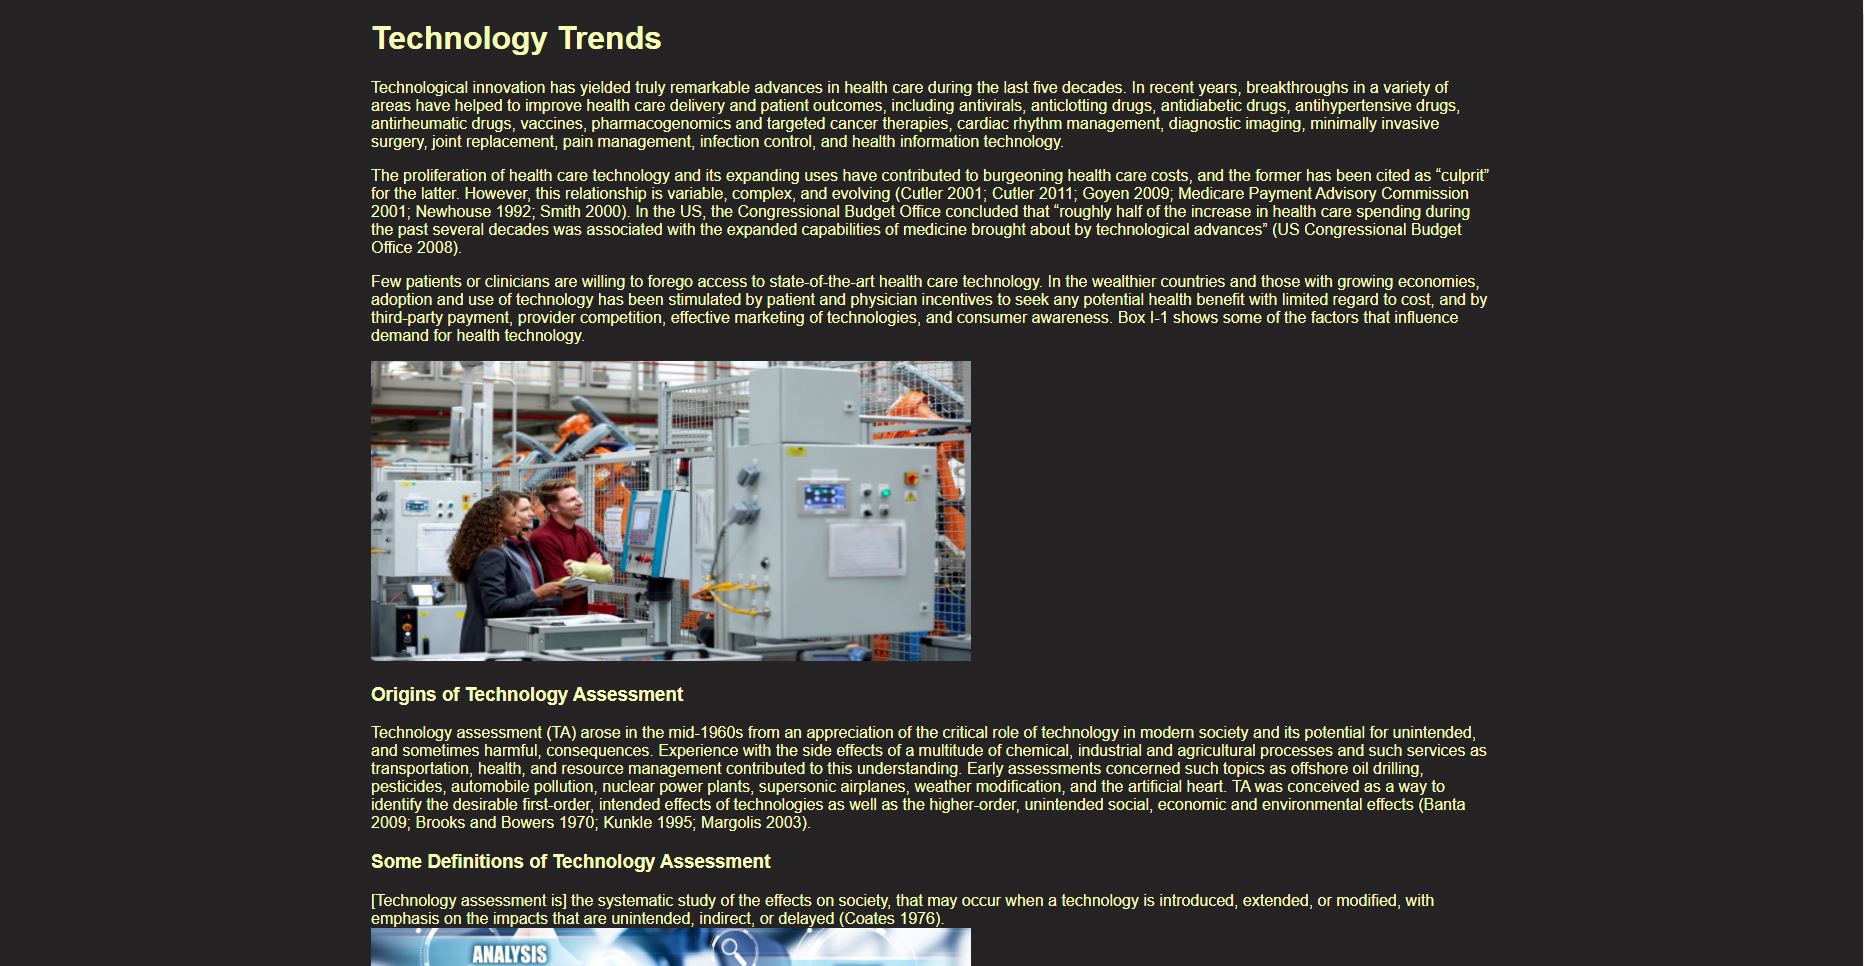 Technology Trends
Technological innovation has yielded truly remarkable advances in health care during the last five decades. In recent years, breakthroughs in a variety of
areas have helped to improve health care delivery and patient outcomes, including antivirals, anticlotting drugs, antidiabetic drugs, antihypertensive drugs,
antirheumatic drugs, vaccines, pharmacogenomics and targeted cancer therapies, cardiac rhythm management, diagnostic imaging, minimally invasive
surgery, joint replacement, pain management, infection control, and health information technology.
The proliferation of health care technology and its expanding uses have contributed to burgeoning health care costs, and the former has been cited as “culprit”
for the latter. However, this relationship is variable, complex, and evolving (Cutler 2001; Cutler 2011; Goyen 2009; Medicare Payment Advisory Commission
2001; Newhouse 1992; Smith 2000). In the US, the Congressional Budget Office concluded that “roughly half of the increase in health care spending during
the past several decades was associated with the expanded capabilities of medicine brought about by technological advances” (US Congressional Budget
Office 2008).
Few patients or clinicians are willing to forego access to state-of-the-art health care technology. In the wealthier countries and those with growing economies,
adoption and use of technology has been stimulated by patient and physician incentives to seek any potential health benefit with limited regard to cost, and by
third-party payment, provider competition, effective marketing of technologies, and consumer awareness. Box I-1 shows some of the factors that influence
demand for health technology.
Origins of Technology Assessment
Technology assessment (TA) arose in the mid-1960s from an appreciation of the critical role of technology in modern society and its potential for unintended,
and sometimes harmful, consequences. Experience with the side effects of a multitude of chemical, industrial and agricultural processes and such services as
transportation, health, and resource management contributed to this understanding. Early assessments concerned such topics as offshore oil drilling,
pesticides, automobile pollution, nuclear power plants, supersonic airplanes, weather modification, and the artificial heart. TA was conceived as a way to
identify the desirable first-order, intended effects of technologies as well as the higher-order, unintended social, economic and environmental effects (Banta
2009; Brooks and Bowers 1970; Kunkle 1995; Margolis 2003).
Some Definitions of Technology Assessment
[Technology assessment is] the systematic study of the effects on society, that may occur when a technology is introduced, extended, or modified, with
emphasis on the impacts that are unintended, indirect, or delayed (Coates 1976).
ANALYSIS